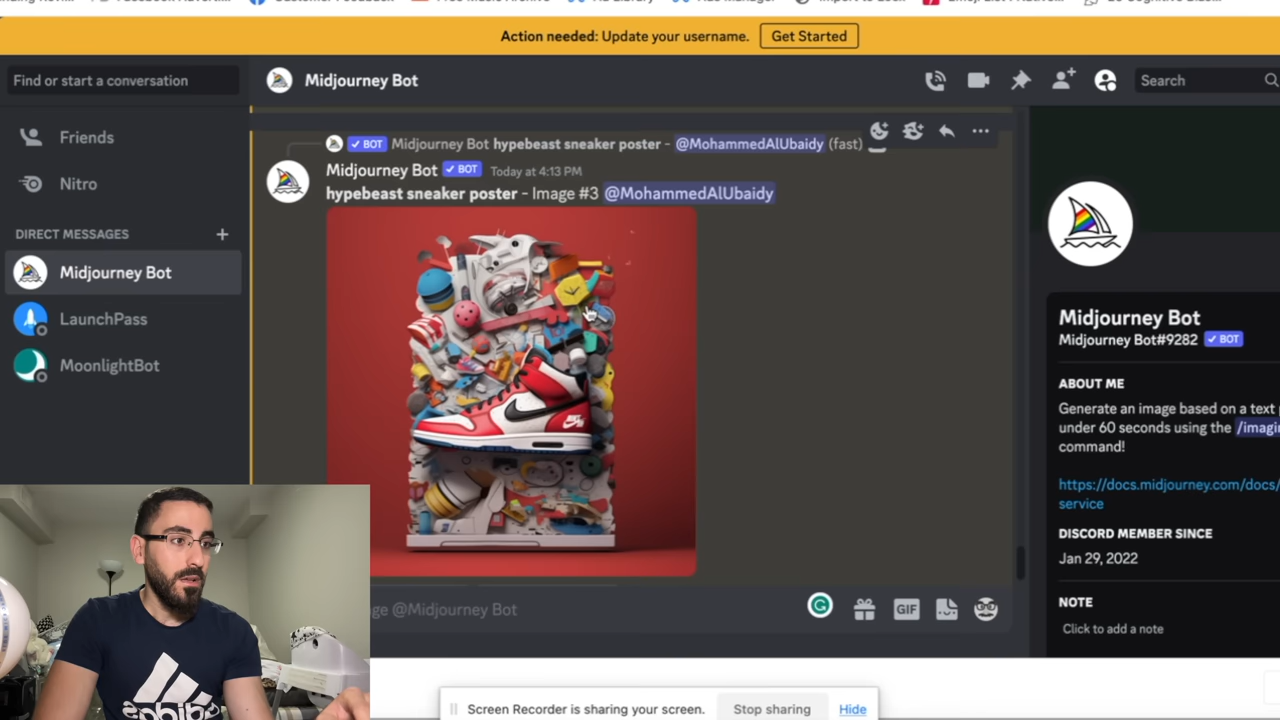 Action needed: Update your username.
Get Started
Find or start a conversation
Midjourney Bot
Search
Friends
Nitro
DIRECT MESSAGES
Midjourney Bot
LaunchPass
MoonlightBot
BOT Midjourney Bot hypebeast sneaker poster - @MohammedAlUbaidy (fast)
Midjourney Bot BOT Today at 4:13 PM
hypebeast sneaker poster - Image #3 @MohammedAlUbaidy
@Midjourney Bot
GIF
Midjourney Bot
Midjourney Bot#9282 BOT
ABOUT ME
Generate an image based on a text
under 60 seconds using the /imagin
command!
https://docs.midjourney.com/docs/
service
DISCORD MEMBER SINCE
Jan 29, 2022
NOTE
Click to add a note
Screen Recorder is sharing your screen.
Stop sharing
Hide